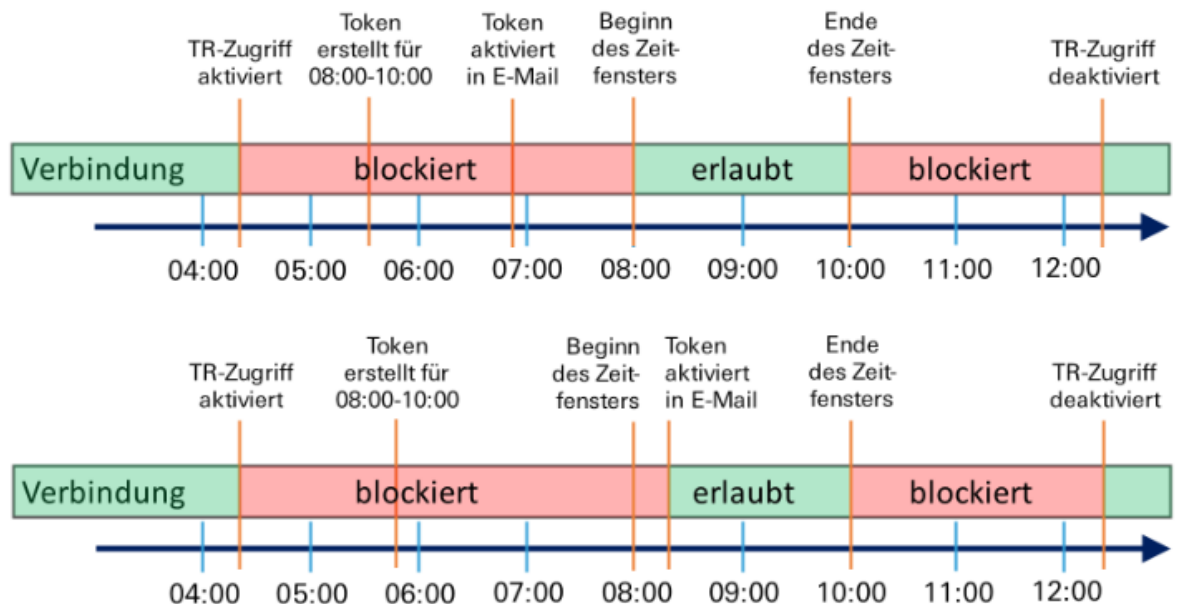 TR-Zugriff
aktiviert
Token
erstellt für
08:00-10:00
Token
aktiviert
in E-Mail
Beginn
des Zeit-
fensters
Ende
des Zeit-
fensters
TR-Zugriff
deaktiviert
Verbindung blockiert erlaubt blockiert
04:00 05:00 06:00 07:00 08:00 09:00 10:00 11:00 12:00
TR-Zugriff
aktiviert
Token
erstellt für
08:00-10:00
Beginn
des Zeit-
fensters
Token
aktiviert
in E-Mail
Ende
des Zeit-
fensters
TR-Zugriff
deaktiviert
Verbindung blockiert erlaubt blockiert
04:00 05:00 06:00 07:00 08:00 09:00 10:00 11:00 12:00